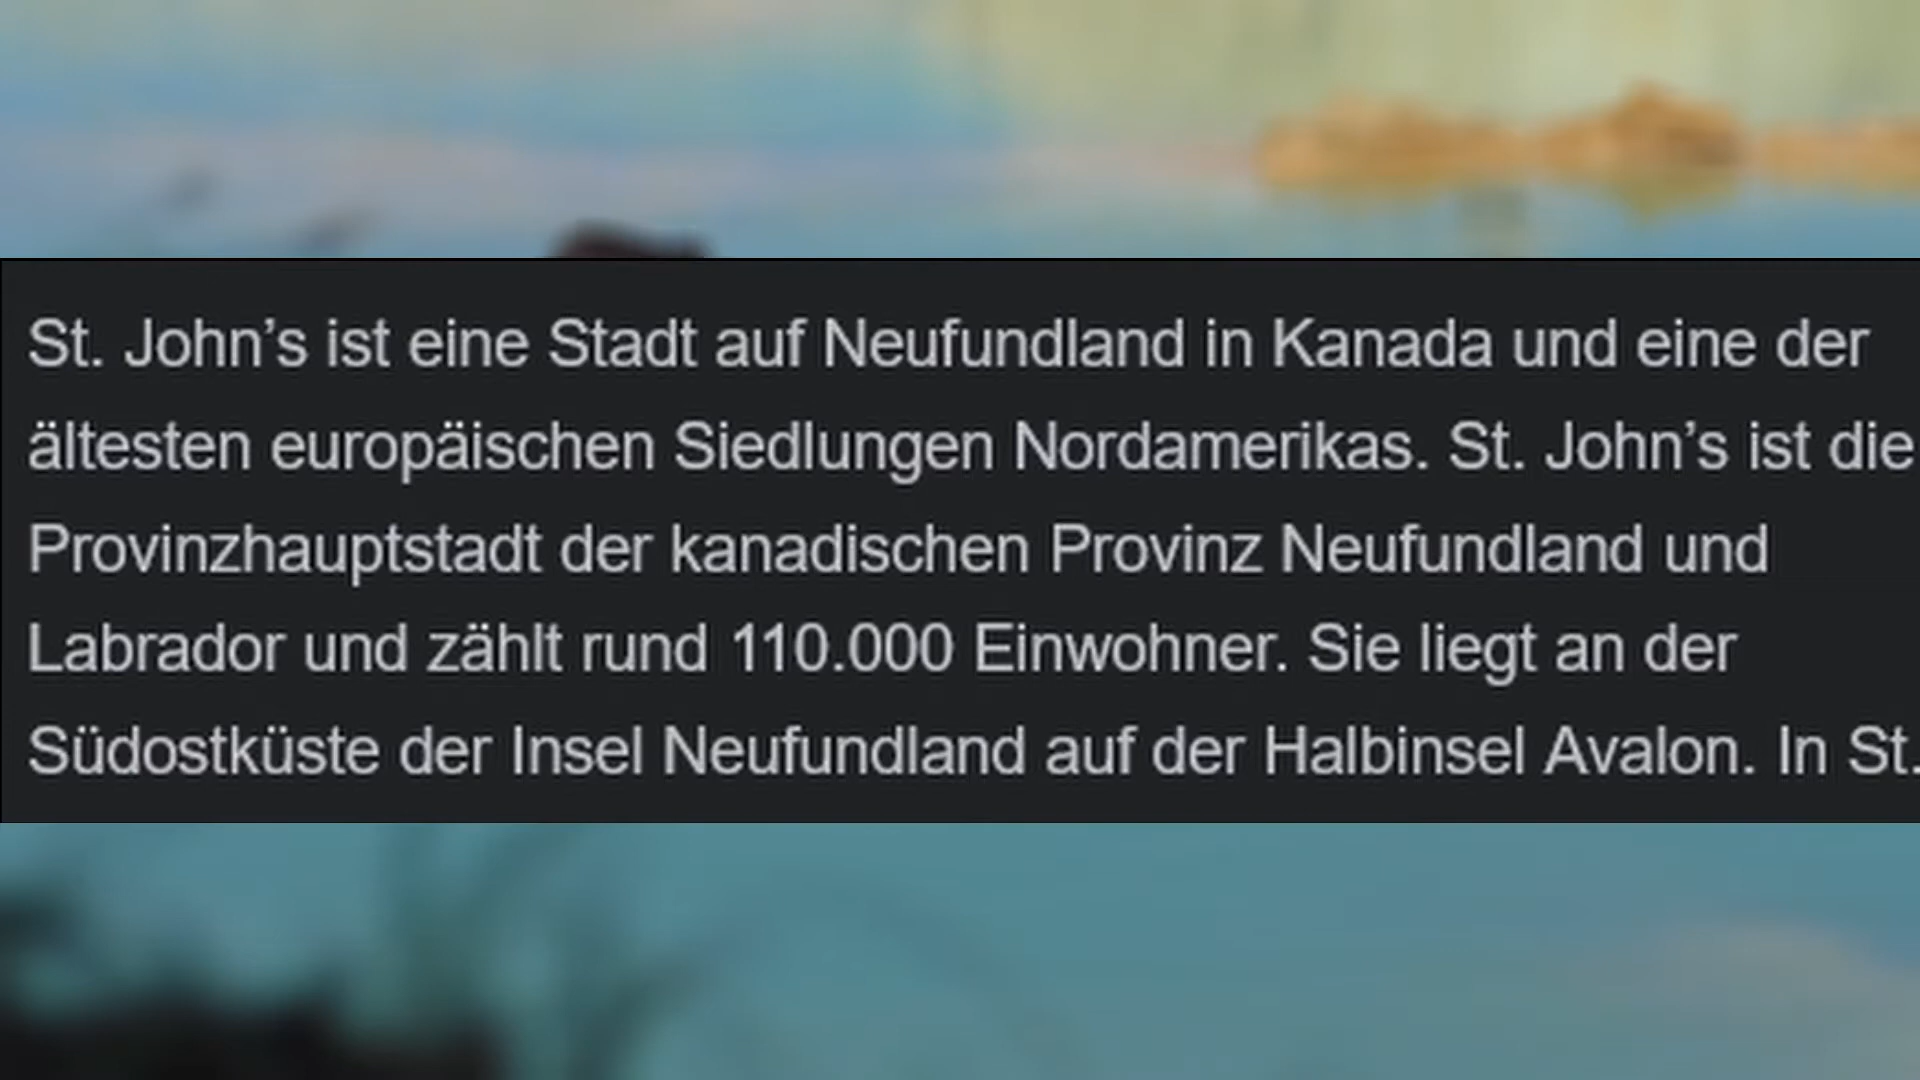 St. John’s ist eine Stadt auf Neufundland in Kanada und eine der
ältesten europäischen Siedlungen Nordamerikas. St. John’s ist die
Provinzhauptstadt der kanadischen Provinz Neufundland und
Labrador und zählt rund 110.000 Einwohner. Sie liegt an der
Südostküste der Insel Neufundland auf der Halbinsel Avalon. In St.